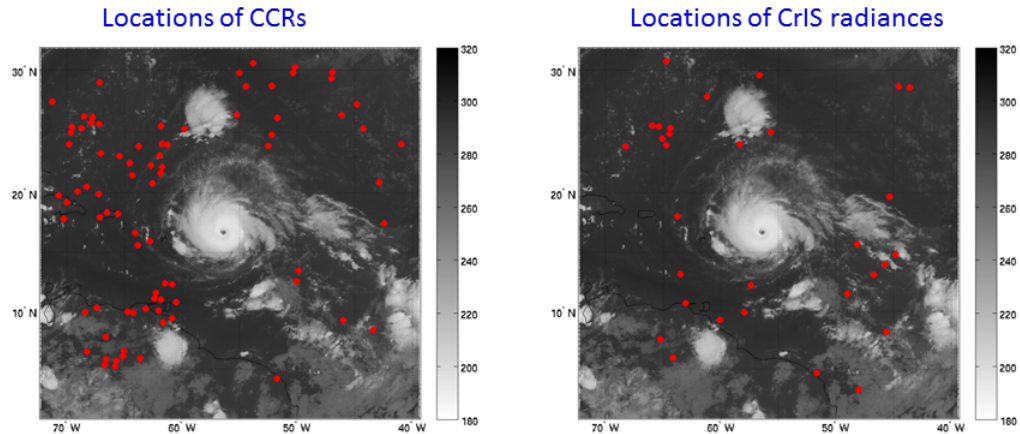 Locations of CCRs
Locations of CrIS radiances
30° N
20° N
10° N
70° W
60° W
50° W
40° W
320
300
280
260
240
220
200
180
30° N
20° N
10° N
70° W
60° W
50° W
40° W
320
300
280
260
240
220
200
180